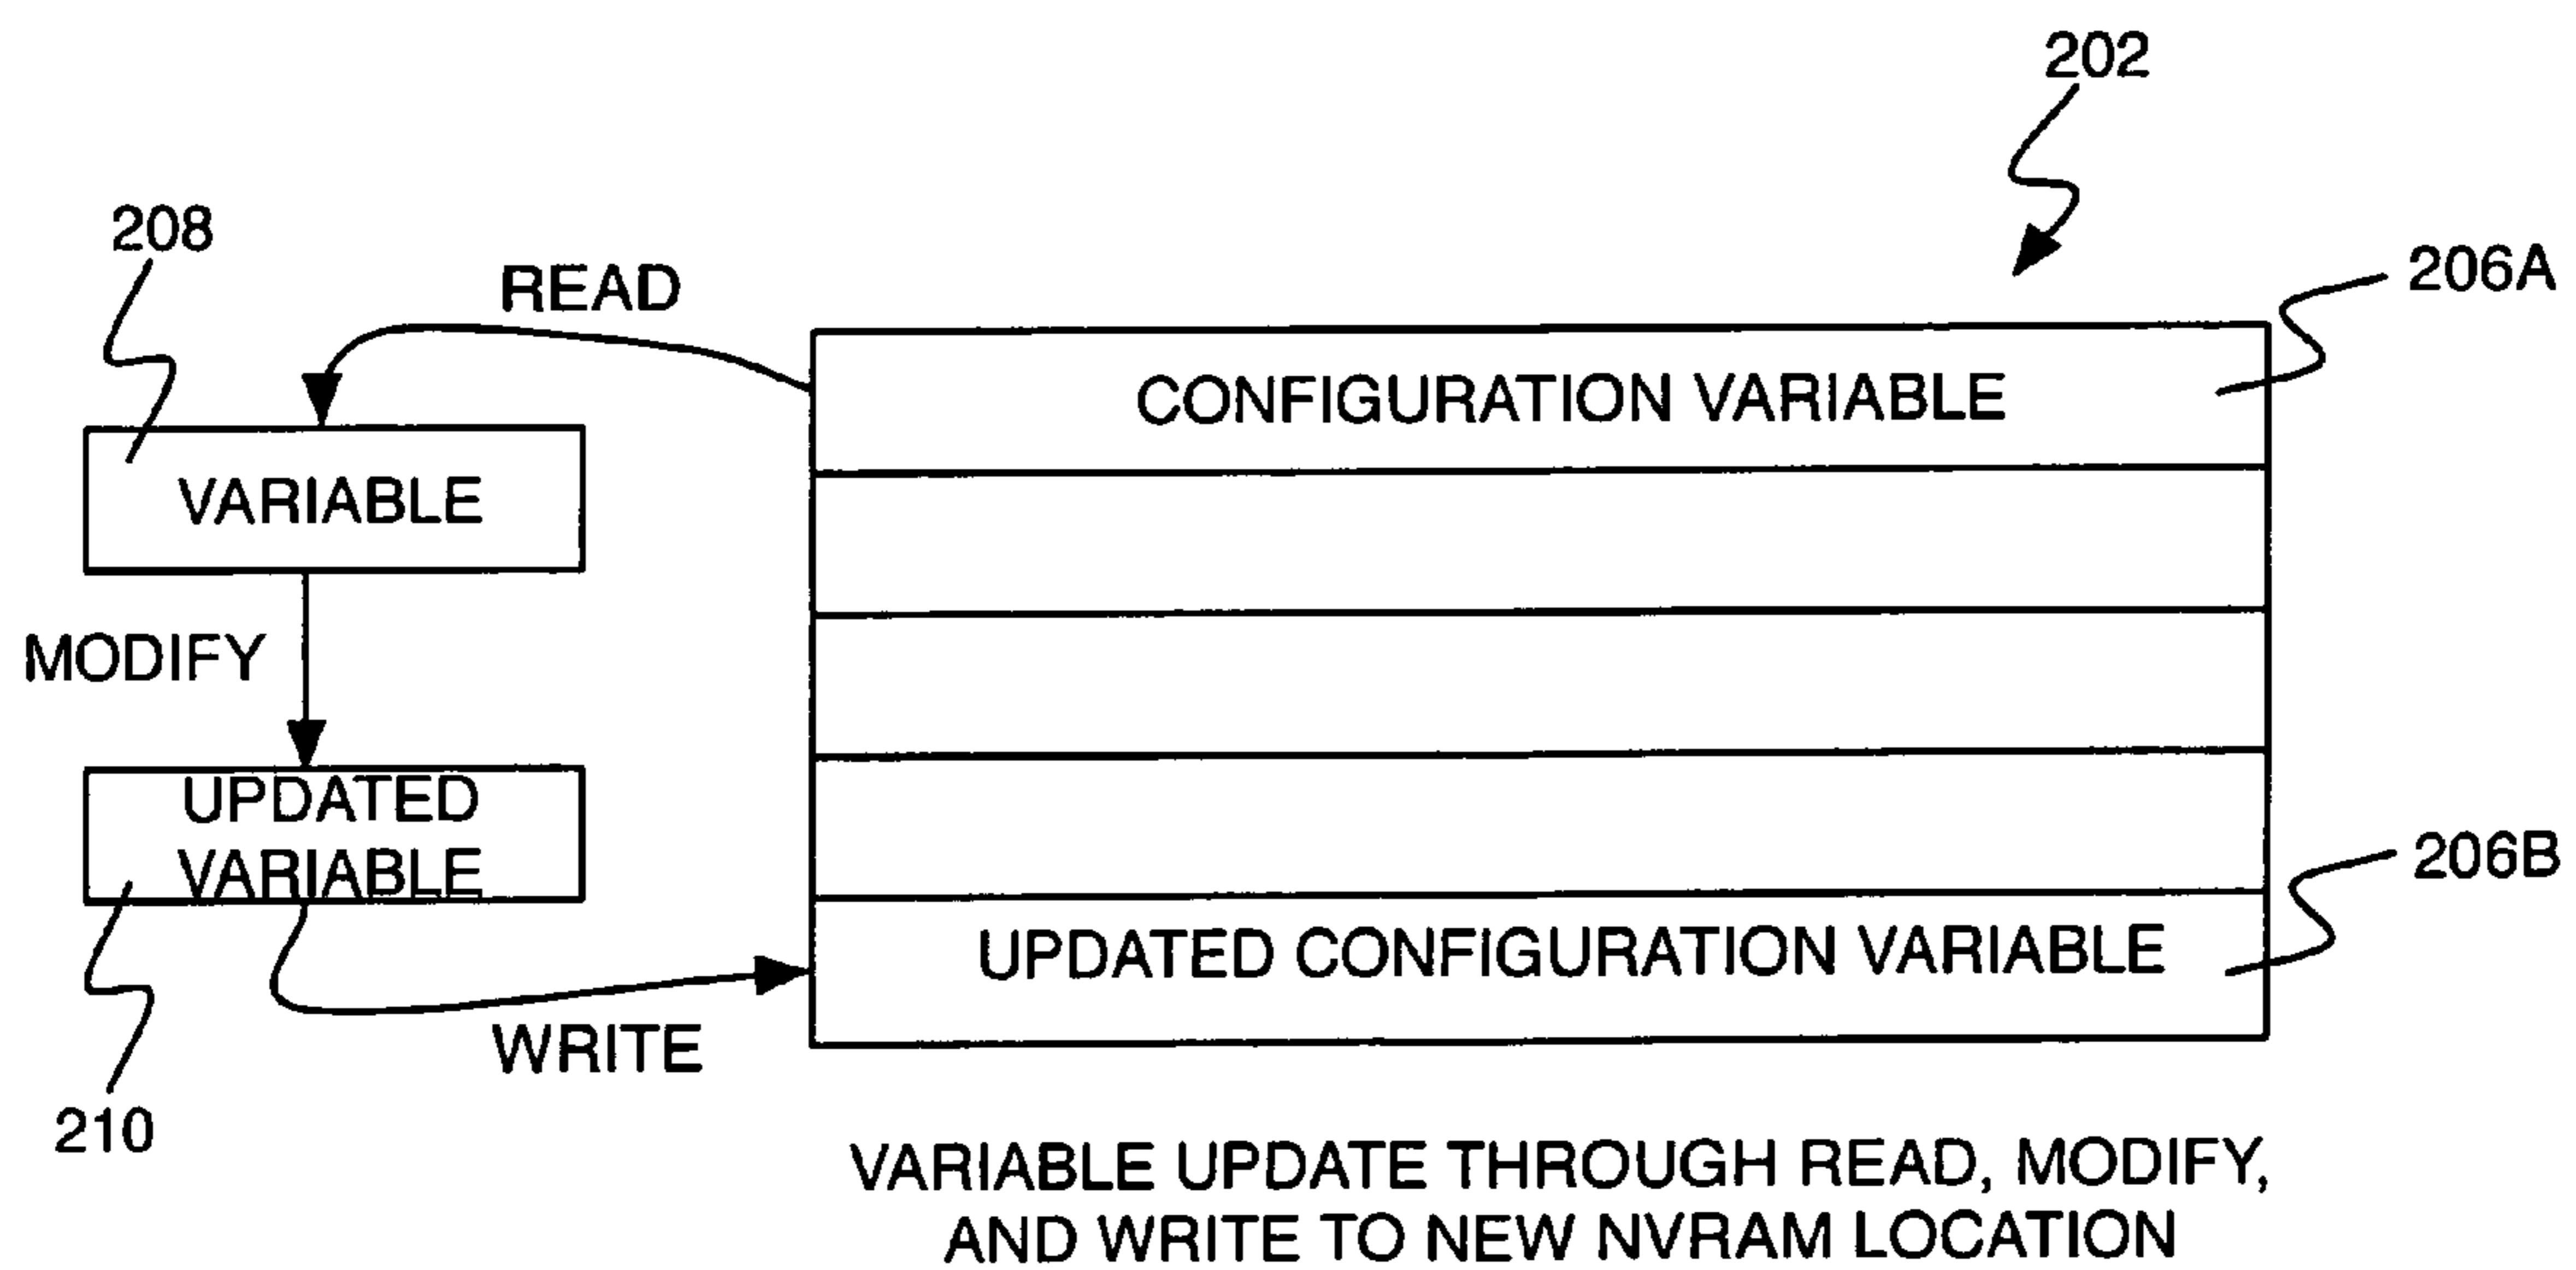 202
208
READ
206A
CONFIGURATION VARIABLE
VARIABLE
MODIFY
UPDATED
VARIABLE
206B
UPDATED CONFIGURATION VARIABLE
WRITE
210
VARIABLE UPDATE THROUGH READ, MODIFY,
AND WRITE TO NEW NVRAM LOCATION